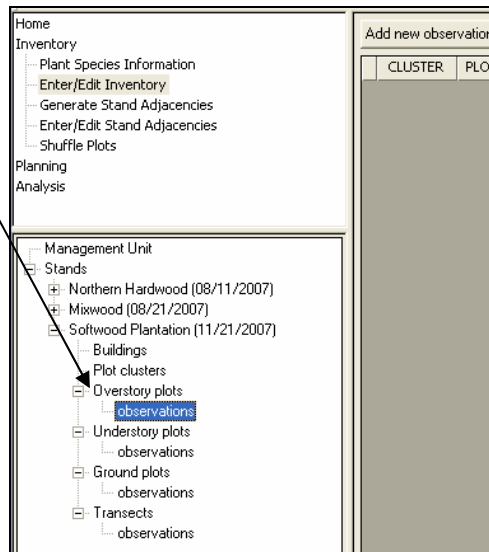 Home
Inventory
Plant Species Information
Enter/Edit Inventory
Generate Stand Adjacencies
Enter/Edit Stand Adjacencies
Shuffle Plots
Planning
Analysis
Management Unit
Stands
Northern Hardwood (08/11/2007)
Mixwood (08/21/2007)
Softwood Plantation (11/21/2007)
Buildings
Plot clusters
Overstory plots
observations
Understory plots
observations
Ground plots
observations
Transects
observations
Add new observation
CLUSTER PLO